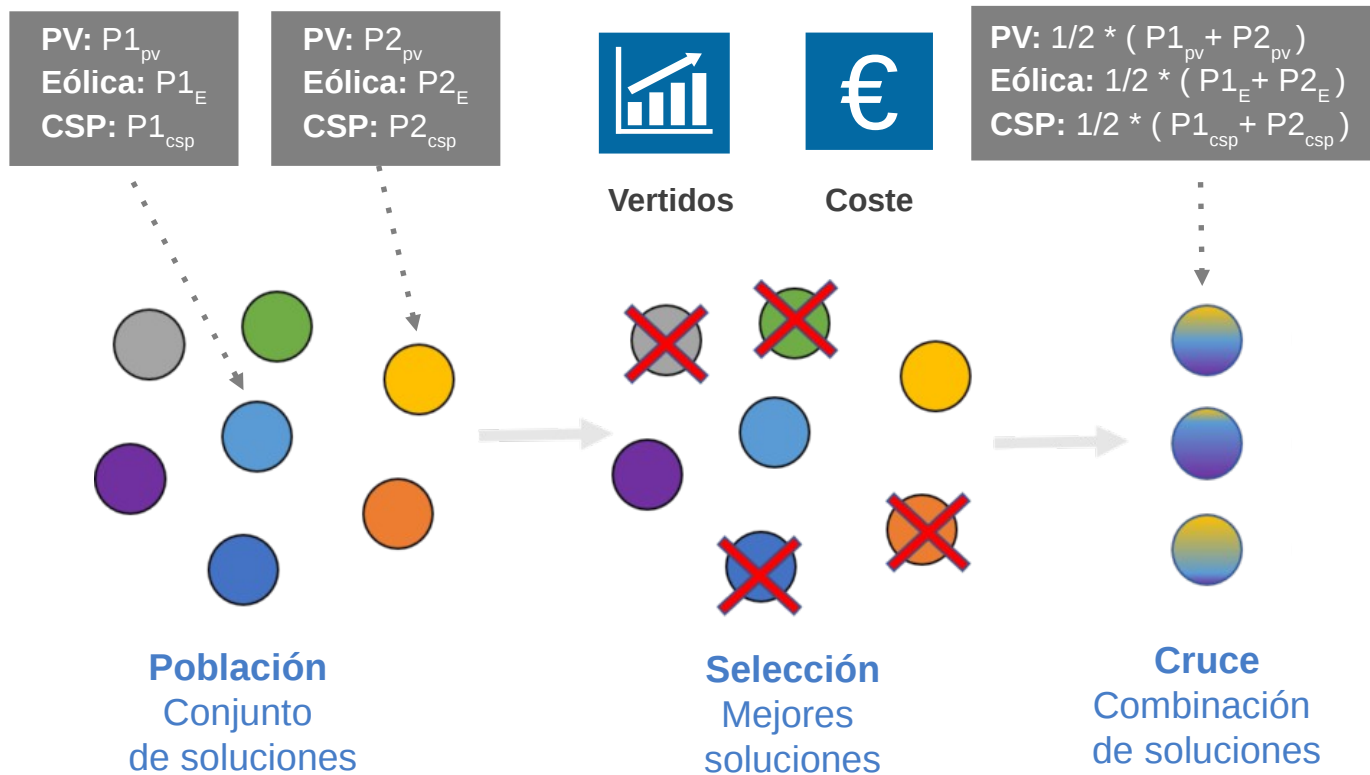 PV: P1pv
Eólica: P1E
CSP: P1csp
PV: P2pv
Eólica: P2E
CSP: P2csp
€
Vertidos
Coste
PV: 1/2 * ( P1pv+ P2pv )
Eólica: 1/2 * ( P1E+ P2E )
CSP: 1/2 * ( P1csp+ P2csp )
Población
Conjunto
de soluciones
Selección
Mejores
soluciones
Cruce
Combinación
de soluciones